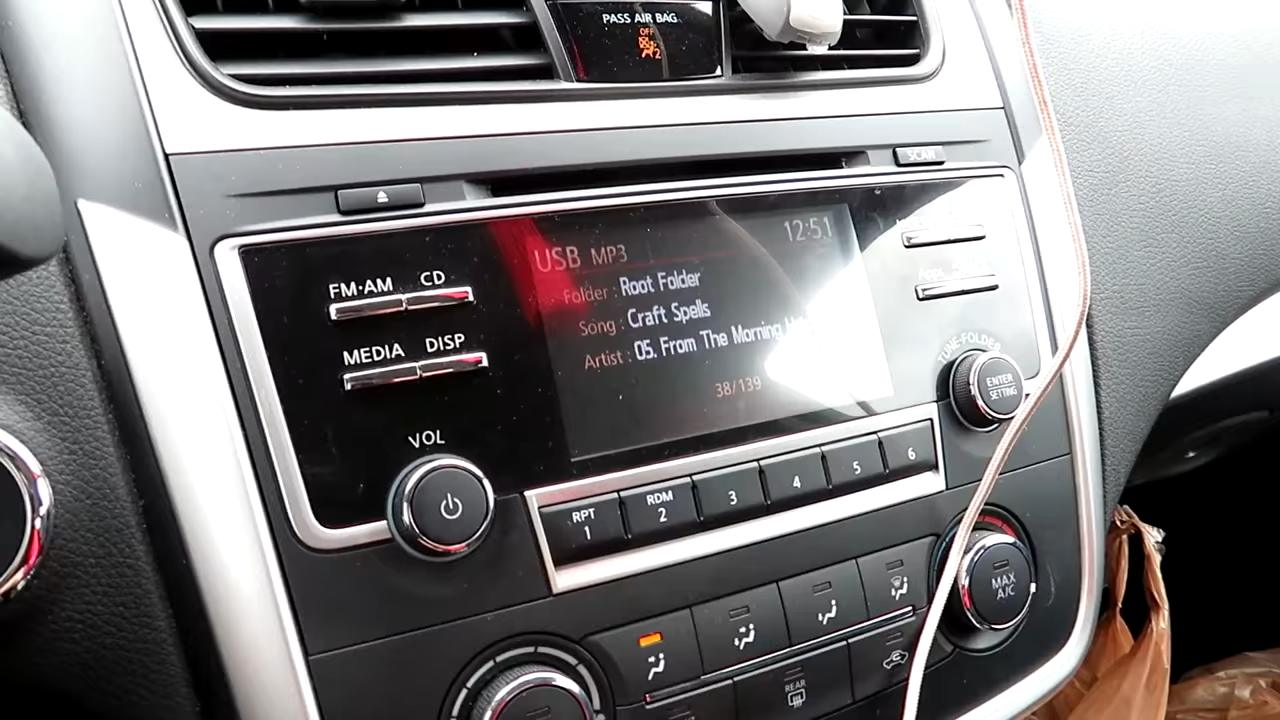 PASS AIR BAG
OFF
2
SCAN
USB MP3 12:51
Folder : Root Folder
Song : Craft Spells
Artist : 05. From The Morning
38/139
FM·AM CD
MEDIA DISP
VOL
TUNE·FOLDER
ENTER
SETTING
RPT
1
RDM
2
3
4
5
6
MAX
A/C
REAR